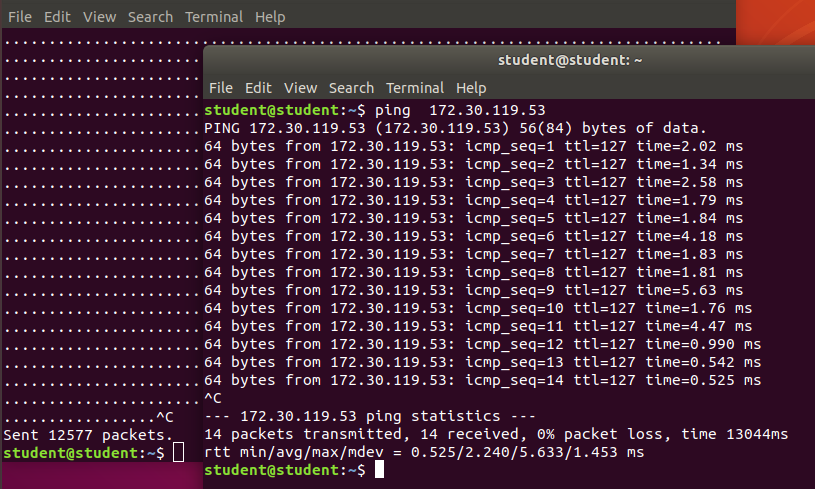 File Edit View Search Terminal Help
^C
Sent 12577 packets.
student@student:~$
student@student: ~
File Edit View Search Terminal Help
student@student:~$ ping  172.30.119.53
PING 172.30.119.53 (172.30.119.53) 56(84) bytes of data.
64 bytes from 172.30.119.53: icmp_seq=1 ttl=127 time=2.02 ms
64 bytes from 172.30.119.53: icmp_seq=2 ttl=127 time=1.34 ms
64 bytes from 172.30.119.53: icmp_seq=3 ttl=127 time=2.58 ms
64 bytes from 172.30.119.53: icmp_seq=4 ttl=127 time=1.79 ms
64 bytes from 172.30.119.53: icmp_seq=5 ttl=127 time=1.84 ms
64 bytes from 172.30.119.53: icmp_seq=6 ttl=127 time=4.18 ms
64 bytes from 172.30.119.53: icmp_seq=7 ttl=127 time=1.83 ms
64 bytes from 172.30.119.53: icmp_seq=8 ttl=127 time=1.81 ms
64 bytes from 172.30.119.53: icmp_seq=9 ttl=127 time=5.63 ms
64 bytes from 172.30.119.53: icmp_seq=10 ttl=127 time=1.76 ms
64 bytes from 172.30.119.53: icmp_seq=11 ttl=127 time=4.47 ms
64 bytes from 172.30.119.53: icmp_seq=12 ttl=127 time=0.990 ms
64 bytes from 172.30.119.53: icmp_seq=13 ttl=127 time=0.542 ms
64 bytes from 172.30.119.53: icmp_seq=14 ttl=127 time=0.525 ms
^C
--- 172.30.119.53 ping statistics ---
14 packets transmitted, 14 received, 0% packet loss, time 13044ms
rtt min/avg/max/mdev = 0.525/2.240/5.633/1.453 ms
student@student:~$